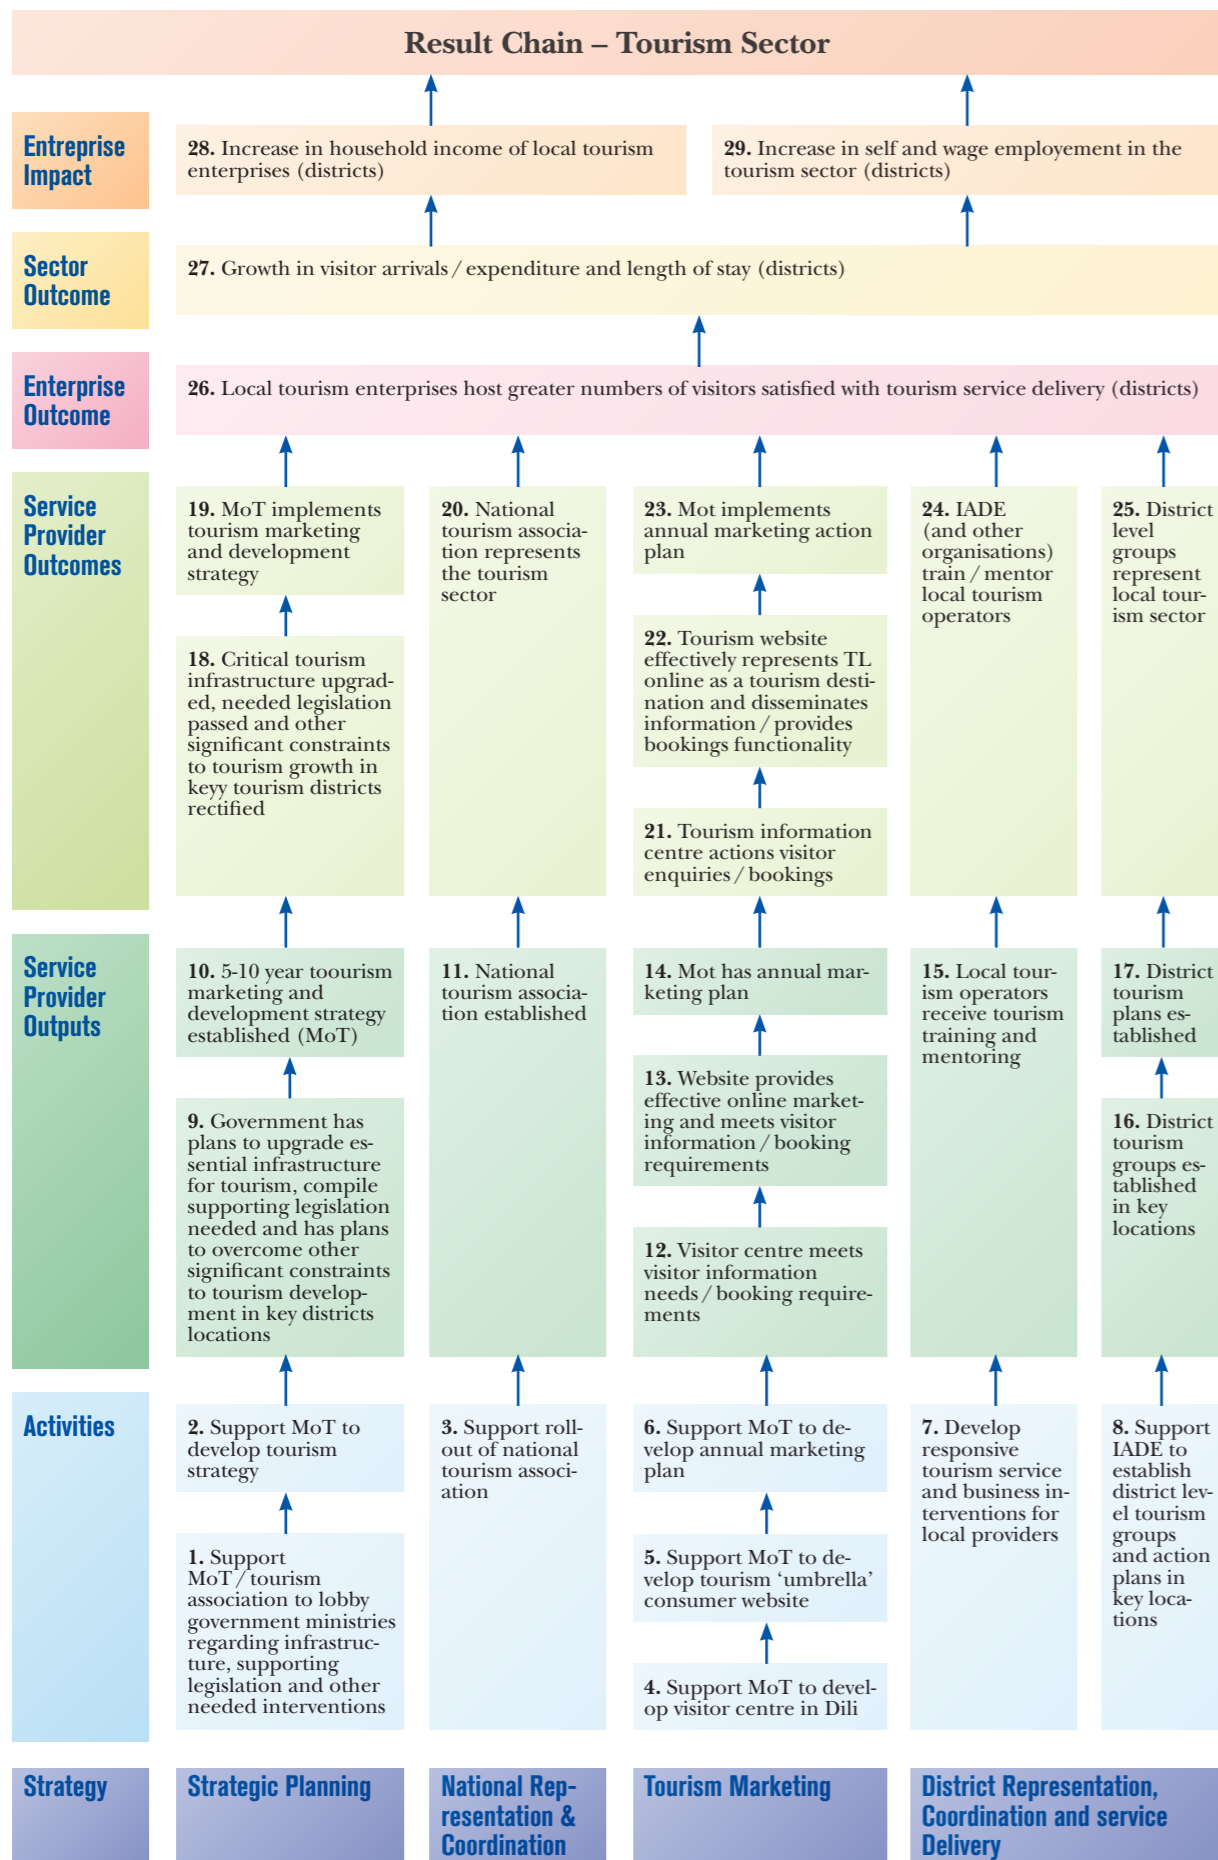 Result Chain – Tourism Sector
Entreprise
Impact
28. Increase in household income of local tourism
enterprises (districts)
29. Increase in self and wage employement in the
tourism sector (districts)
Sector
Outcome
27. Growth in visitor arrivals / expenditure and length of stay (districts)
Enterprise
Outcome
26. Local tourism enterprises host greater numbers of visitors satisfied with tourism service delivery (districts)
Service
Provider
Outcomes
19. MoT implements
tourism marketing
and development
strategy
18. Critical tourism
infrastructure upgrad-
ed, needed legislation
passed and other
significant constraints
to tourism growth in
keyy tourism districts
rectified
20. National
tourism associa-
tion represents
the tourism
sector
23. Mot implements
annual marketing action
plan
22. Tourism website
effectively represents TL
online as a tourism desti-
nation and disseminates
information / provides
bookings functionality
21. Tourism information
centre actions visitor
enquiries / bookings
24. IADE
(and other
organisations)
train / mentor
local tourism
operators
25. District
level
groups
represent
local tour-
ism sector
Service
Provider
Outputs
10. 5-10 year toourism
marketing and
development strategy
established (MoT)
9. Government has
plans to upgrade es-
sential infrastructure
for tourism, compile
supporting legislation
needed and has plans
to overcome other
significant constraints
to tourism develop-
ment in key districts
locations
11. National
tourism associa-
tion established
14. Mot has annual mar-
keting plan
13. Website provides
effective online market-
ing and meets visitor
information / booking
requirements
12. Visitor centre meets
visitor information
needs / booking require-
ments
15. Local tour-
ism operators
receive tourism
training and
mentoring
17. District
tourism
plans es-
tablished
16. District
tourism
groups es-
tablished
in key
locations
Activities
2. Support MoT to
develop tourism
strategy
1. Support
MoT / tourism
association to lobby
government ministries
regarding infrastruc-
ture, supporting
legislation and other
needed interventions
3. Support roll-
out of national
tourism associ-
ation
6. Support MoT to de-
velop annual marketing
plan
5. Support MoT to de-
velop tourism ‘umbrella’
consumer website
4. Support MoT to devel-
op visitor centre in Dili
7. Develop
responsive
tourism service
and business in-
terventions for
local providers
8. Support
IADE to
establish
district lev-
el tourism
groups
and action
plans in
key loca-
tions
Strategy
Strategic Planning
National Rep-
resentation &
Coordination
Tourism Marketing
District Representation,
Coordination and service
Delivery